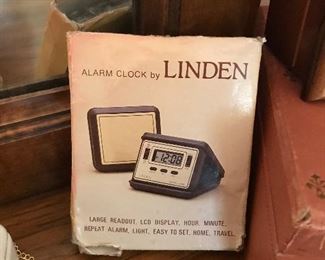 ALARM CLOCK by LINDEN
12:08
LARGE READOUT, LCD DISPLAY, HOUR, MINUTE,
REPEAT ALARM, LIGHT, EASY TO SET, HOME, TRAVEL